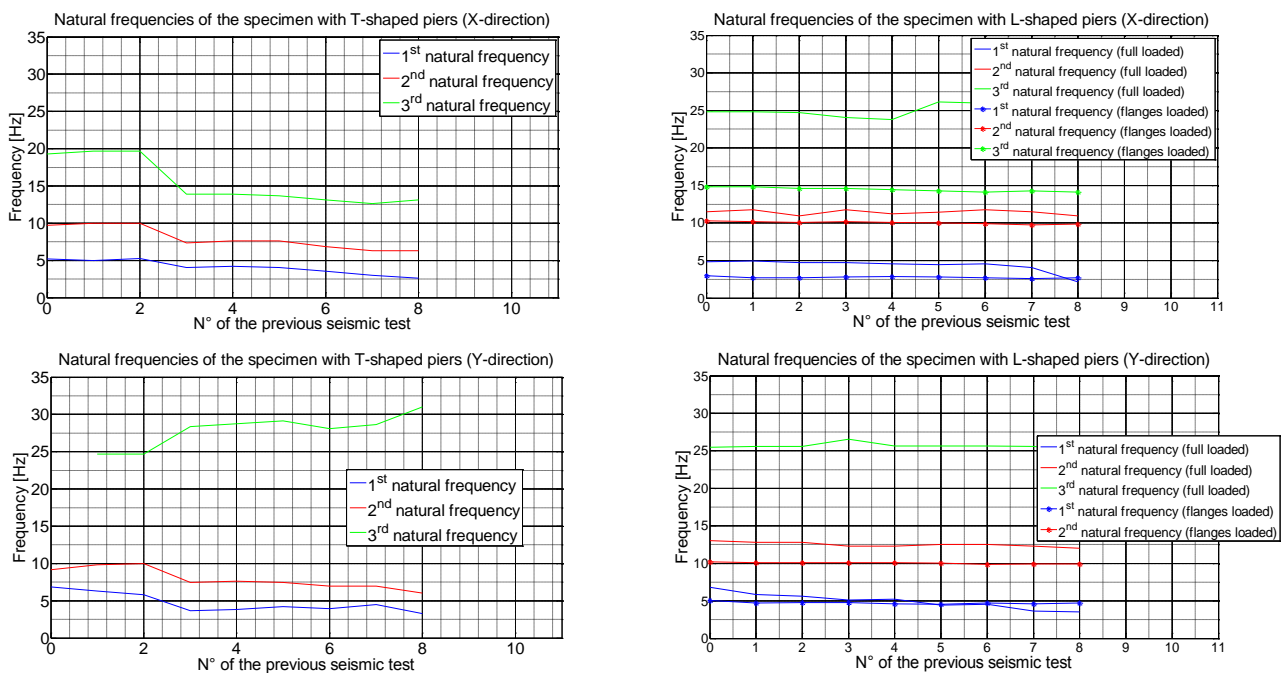 Natural frequencies of the specimen with T-shaped piers (X-direction)
35
30
25
20
15
10
5
0
Frequency [Hz]
1st natural frequency
2nd natural frequency
3rd natural frequency
0 2 4 6 8 10
N° of the previous seismic test
Natural frequencies of the specimen with L-shaped piers (X-direction)
35
30
25
20
15
10
5
0
Frequency [Hz]
1st natural frequency (full loaded)
2nd natural frequency (full loaded)
3rd natural frequency (full loaded)
1st natural frequency (flanges loaded)
2nd natural frequency (flanges loaded)
3rd natural frequency (flanges loaded)
0 1 2 3 4 5 6 7 8 9 10 11
N° of the previous seismic test
Natural frequencies of the specimen with T-shaped piers (Y-direction)
35
30
25
20
15
10
5
0
Frequency [Hz]
1st natural frequency
2nd natural frequency
3rd natural frequency
0 2 4 6 8 10
N° of the previous seismic test
Natural frequencies of the specimen with L-shaped piers (Y-direction)
35
30
25
20
15
10
5
0
Frequency [Hz]
1st natural frequency (full loaded)
2nd natural frequency (full loaded)
3rd natural frequency (full loaded)
1st natural frequency (flanges loaded)
2nd natural frequency (flanges loaded)
0 1 2 3 4 5 6 7 8 9 10 11
N° of the previous seismic test